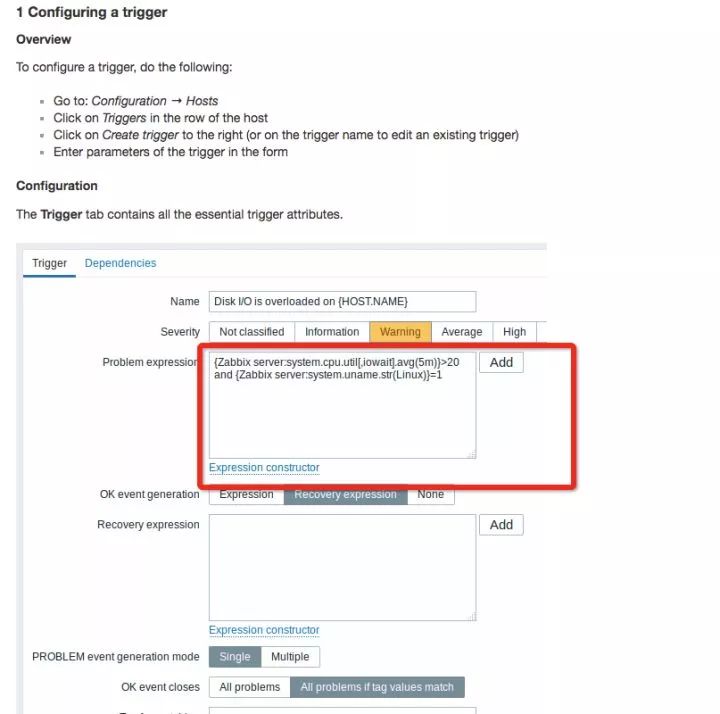 1 Configuring a trigger
Overview
To configure a trigger, do the following:
Go to: Configuration → Hosts
Click on Triggers in the row of the host
Click on Create trigger to the right (or on the trigger name to edit an existing trigger)
Enter parameters of the trigger in the form
Configuration
The Trigger tab contains all the essential trigger attributes.
Trigger Dependencies
Name Disk I/O is overloaded on {HOST.NAME}
Severity Not classified Information Warning Average High
Problem expression {Zabbix server:system.cpu.util[,iowait].avg(5m)}>20 Add
and {Zabbix server:system.uname.str(Linux)}=1
Expression constructor
OK event generation Expression Recovery expression None
Recovery expression Add
Expression constructor
PROBLEM event generation mode Single Multiple
OK event closes All problems All problems if tag values match